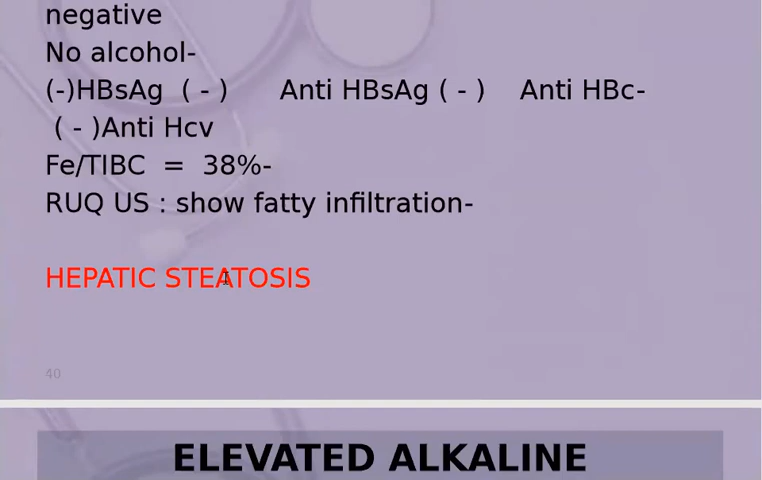 negative
No alcohol-
(-)HBsAg ( - ) Anti HBsAg ( - ) Anti HBc-
( - )Anti Hcv
Fe/TIBC = 38%-
RUQ US : show fatty infiltration-
HEPATIC STEATOSIS
40
ELEVATED ALKALINE